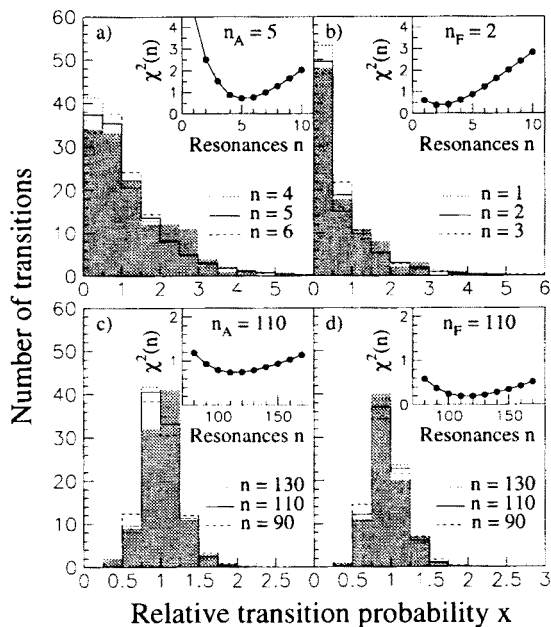 Number of transitions
60
50
40
30
20
10
0
a)
χ²(n)
5
4
3
2
1
0
n_A = 5
0
5
10
Resonances n
n = 4
n = 5
n = 6
0
1
2
3
4
5
b)
χ²(n)
5
4
3
2
1
0
n_F = 2
0
5
10
Resonances n
n = 1
n = 2
n = 3
0
1
2
3
4
5
6
60
50
40
30
20
10
0
c)
χ²(n)
2
1
0
n_A = 110
100
150
Resonances n
n = 130
n = 110
n = 90
0
0.5
1
1.5
2
2.5
d)
χ²(n)
2
1
0
n_F = 110
100
150
Resonances n
n = 130
n = 110
n = 90
0
0.5
1
1.5
2
2.5
3
Relative transition probability x